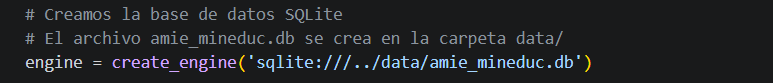 # Creamos la base de datos SQLite
# El archivo amie_mineduc.db se crea en la carpeta data/
engine = create_engine('sqlite:///../data/amie_mineduc.db')